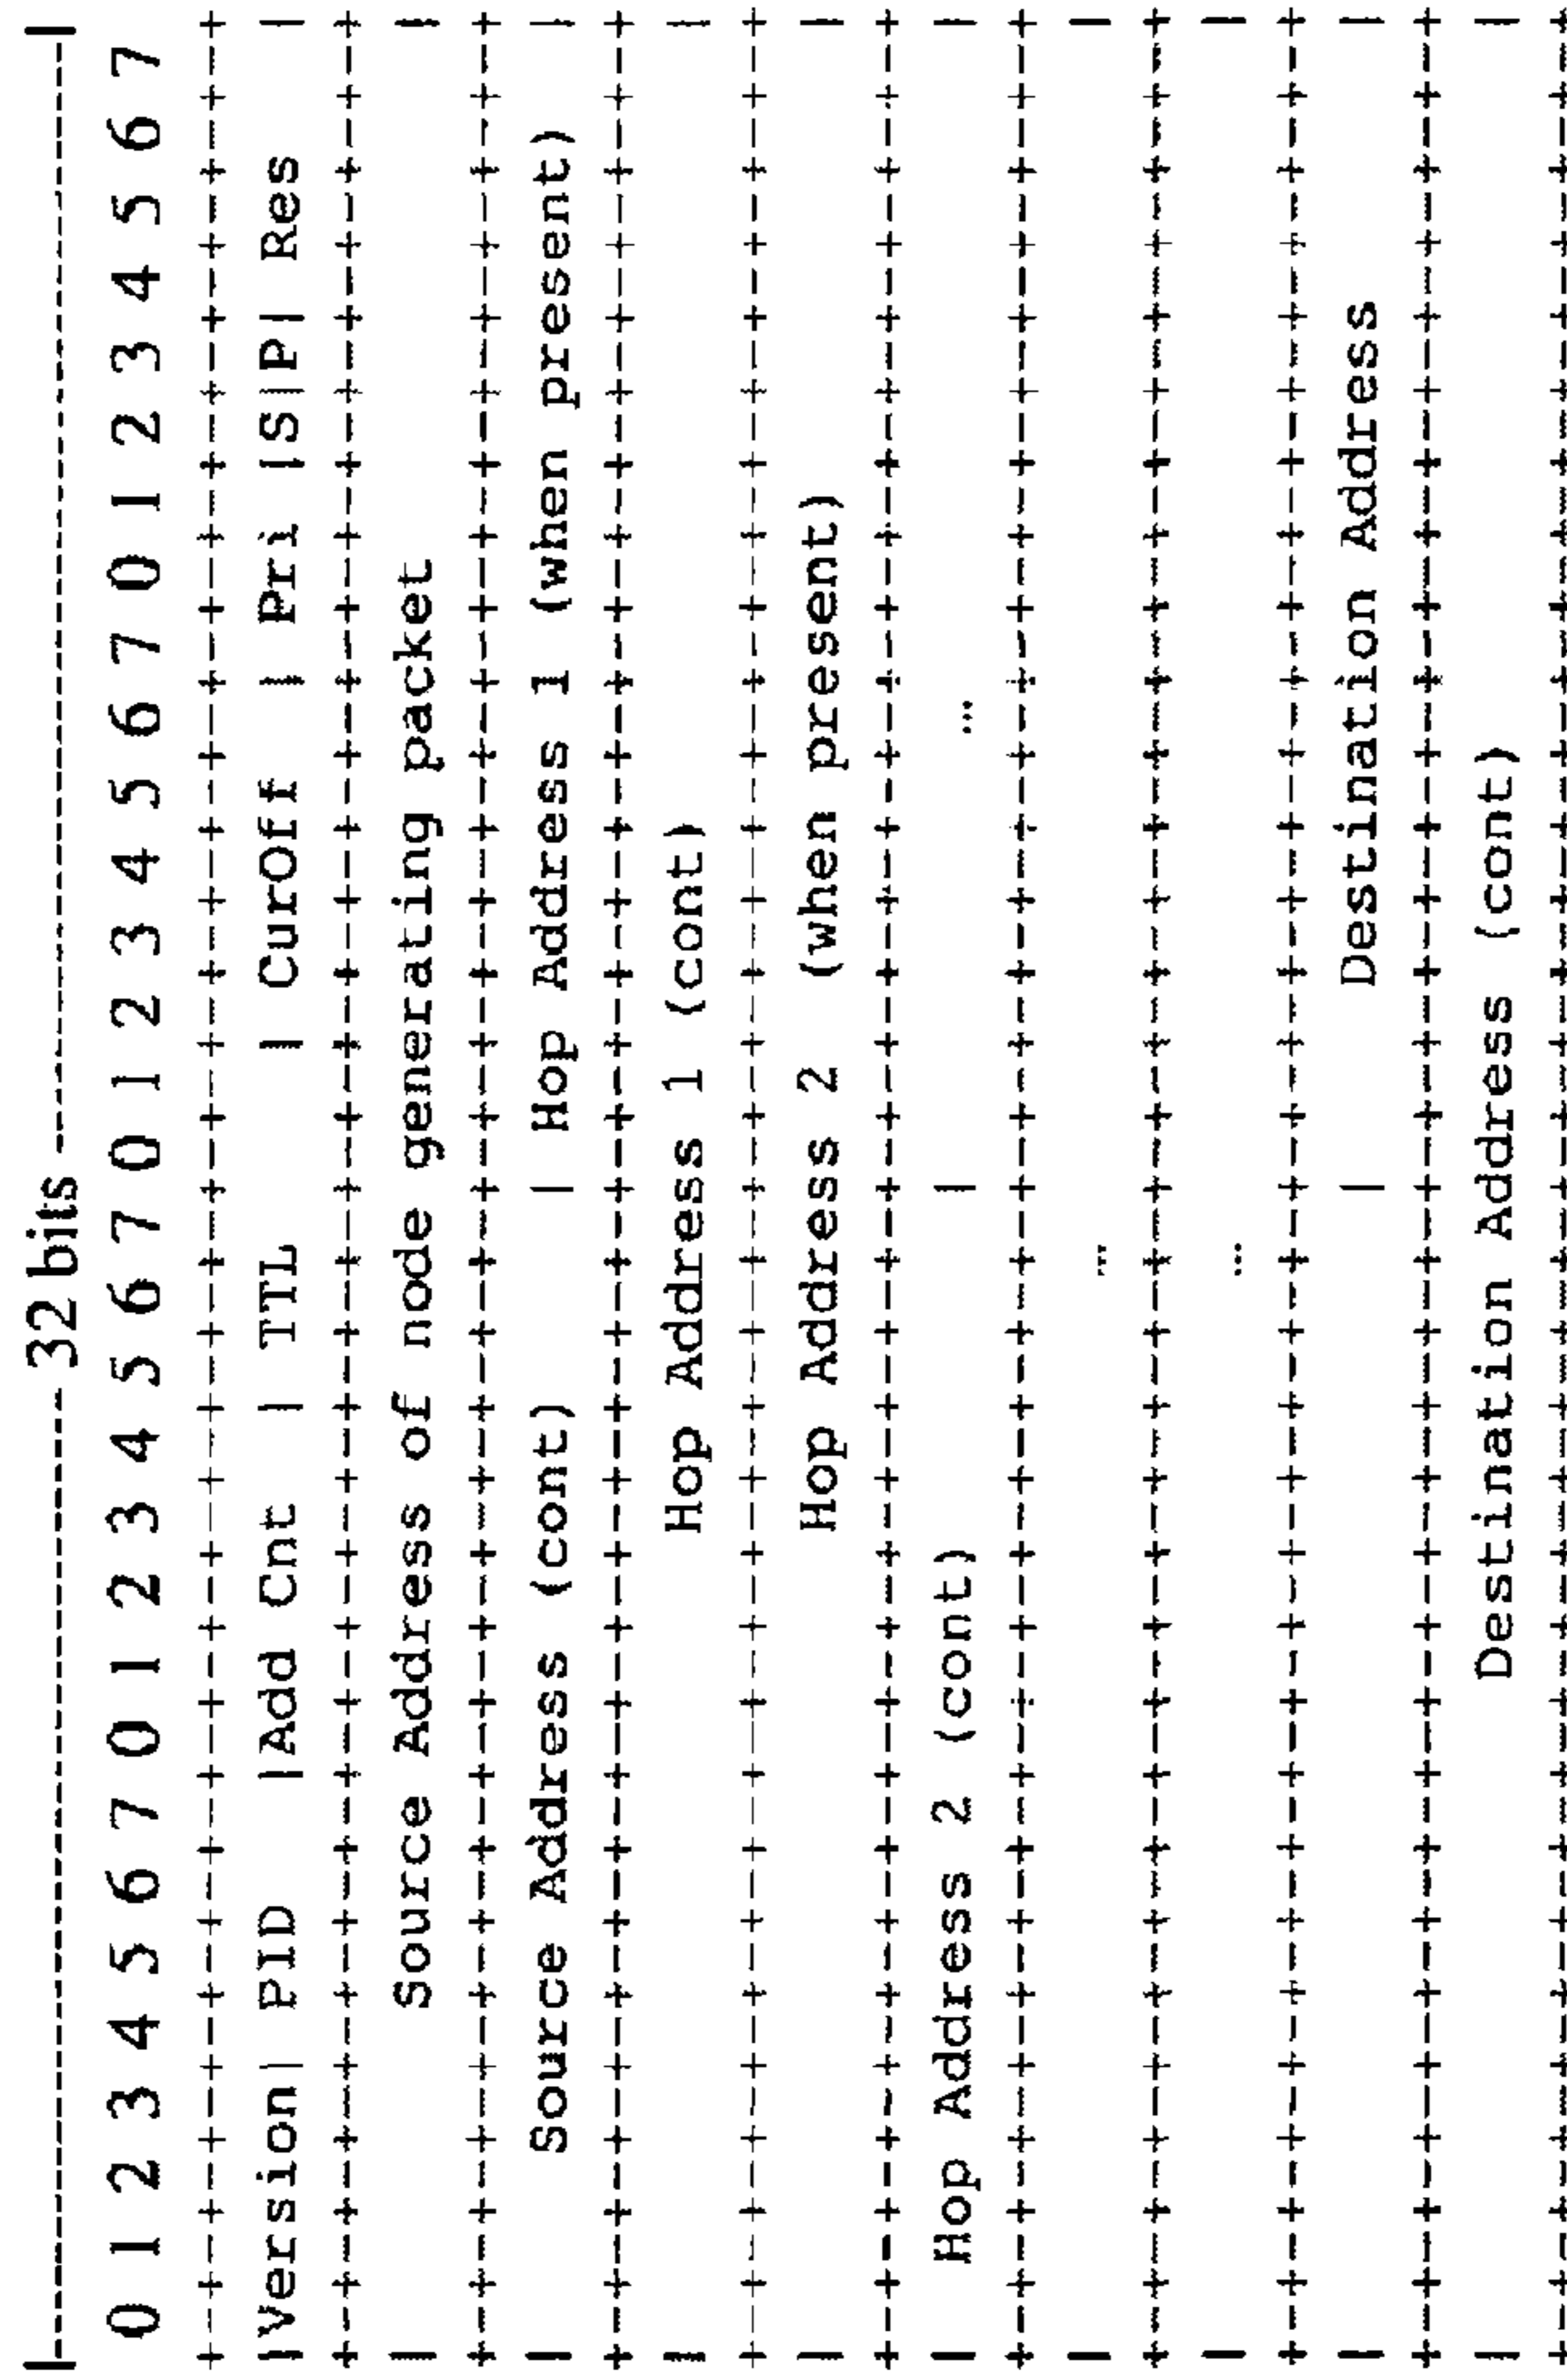 |---------- 32 bits ----------|
0 1 2 3 4 5 6 7 0 1 2 3 4 5 6 7 0 1 2 3 4 5 6 7 0 1 2 3 4 5 6 7
+-+-+-+-+-+-+-+-+-+-+-+-+-+-+-+-+-+-+-+-+-+-+-+-+-+-+-+-+-+-+-+-+
|Version| PID |Add Cnt | TTL | CurOff | Pri |S|P| Res |
+-+-+-+-+-+-+-+-+-+-+-+-+-+-+-+-+-+-+-+-+-+-+-+-+-+-+-+-+-+-+-+-+
| Source Address of node generating packet |
+-+-+-+-+-+-+-+-+-+-+-+-+-+-+-+-+-+-+-+-+-+-+-+-+-+-+-+-+-+-+-+-+
| Source Address (cont) | Hop Address 1 (when present) |
+-+-+-+-+-+-+-+-+-+-+-+-+-+-+-+-+-+-+-+-+-+-+-+-+-+-+-+-+-+-+-+-+
| Hop Address 1 (cont) |
+-+-+-+-+-+-+-+-+-+-+-+-+-+-+-+-+-+-+-+-+-+-+-+-+-+-+-+-+-+-+-+-+
| Hop Address 2 (when present) |
+-+-+-+-+-+-+-+-+-+-+-+-+-+-+-+-+-+-+-+-+-+-+-+-+-+-+-+-+-+-+-+-+
| Hop Address 2 (cont) | ... |
+-+-+-+-+-+-+-+-+-+-+-+-+-+-+-+-+-+-+-+-+-+-+-+-+-+-+-+-+-+-+-+-+
| ... |
+-+-+-+-+-+-+-+-+-+-+-+-+-+-+-+-+-+-+-+-+-+-+-+-+-+-+-+-+-+-+-+-+
| ... |
+-+-+-+-+-+-+-+-+-+-+-+-+-+-+-+-+-+-+-+-+-+-+-+-+-+-+-+-+-+-+-+-+
| | Destination Address |
+-+-+-+-+-+-+-+-+-+-+-+-+-+-+-+-+-+-+-+-+-+-+-+-+-+-+-+-+-+-+-+-+
| Destination Address (cont) |
+-+-+-+-+-+-+-+-+-+-+-+-+-+-+-+-+-+-+-+-+-+-+-+-+-+-+-+-+-+-+-+-+